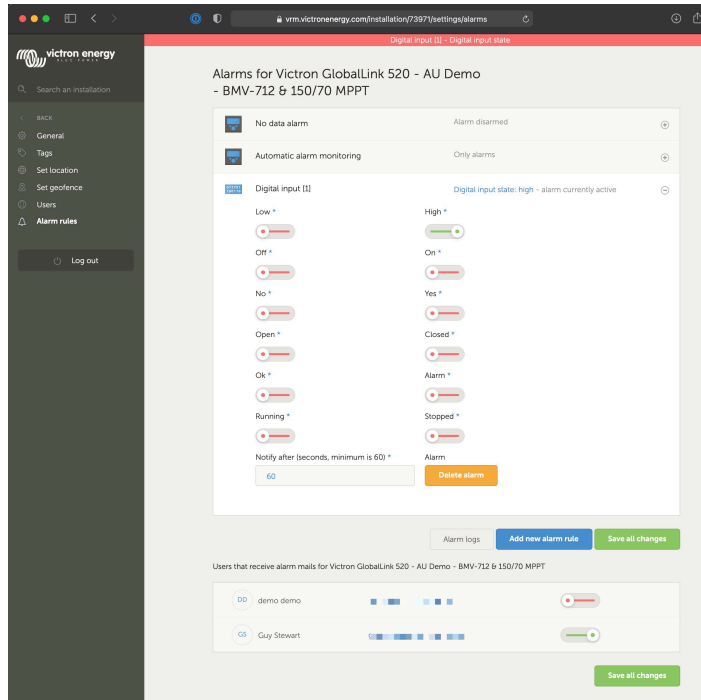 vrm.victronenergy.com/installation/73971/settings/alarms
Digital input [1] - Digital input state
victron energy
BLUE POWER
Search an installation
BACK
General
Tags
Set location
Set geofence
Users
Alarm rules
Log out
Alarms for Victron GlobalLink 520 - AU Demo
- BMV-712 & 150/70 MPPT
No data alarm Alarm disarmed
Automatic alarm monitoring Only alarms
Digital input [1] Digital input state: high - alarm currently active
Low * High *
Off * On *
No * Yes *
Open * Closed *
Ok * Alarm *
Running * Stopped *
Notify after (seconds, minimum is 60) * Alarm
60 Delete alarm
Alarm logs Add new alarm rule Save all changes
Users that receive alarm mails for Victron GlobalLink 520 - AU Demo - BMV-712 & 150/70 MPPT
DD demo demo
GS Guy Stewart
Save all changes